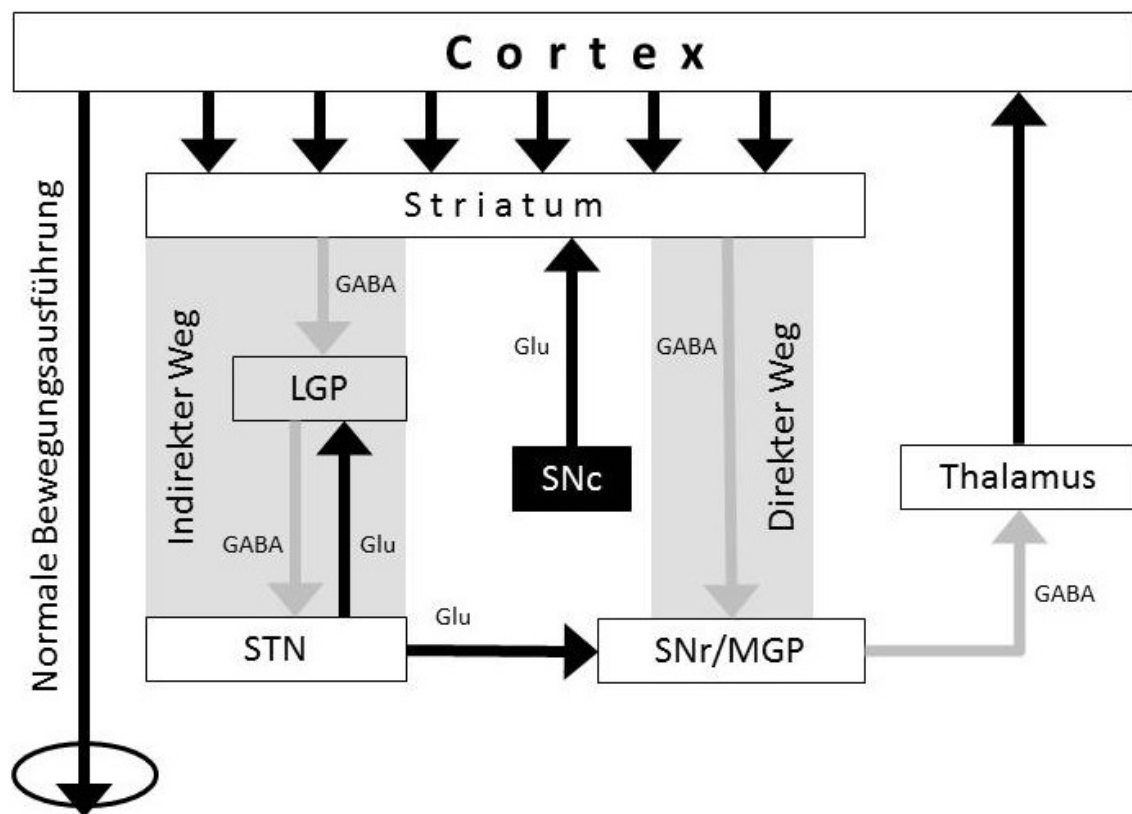 Cortex
Normale Bewegungsausführung
Striatum
Indirekter Weg
GABA
LGP
GABA
Glu
STN
Glu
Glu
SNc
GABA
Direkter Weg
SNr/MGP
Thalamus
GABA